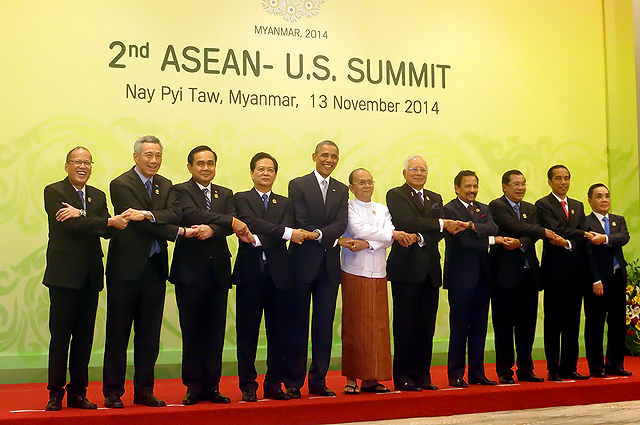 MYANMAR, 2014
2nd ASEAN- U.S. SUMMIT
Nay Pyi Taw, Myanmar, 13 November 2014